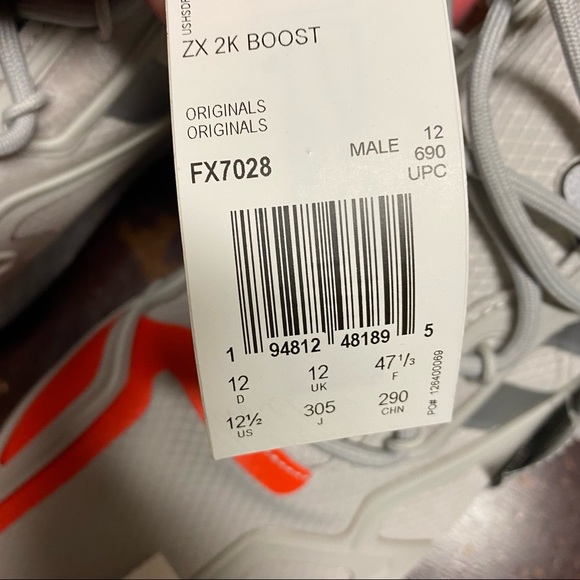 USHSDF
ZX 2K BOOST
ORIGINALS
ORIGINALS
FX7028
MALE
12
690
UPC
1 94812 48189 5
12 D
12 UK
47 1/3 F
12½ US
305 J
290 CHN
PO# 126400069